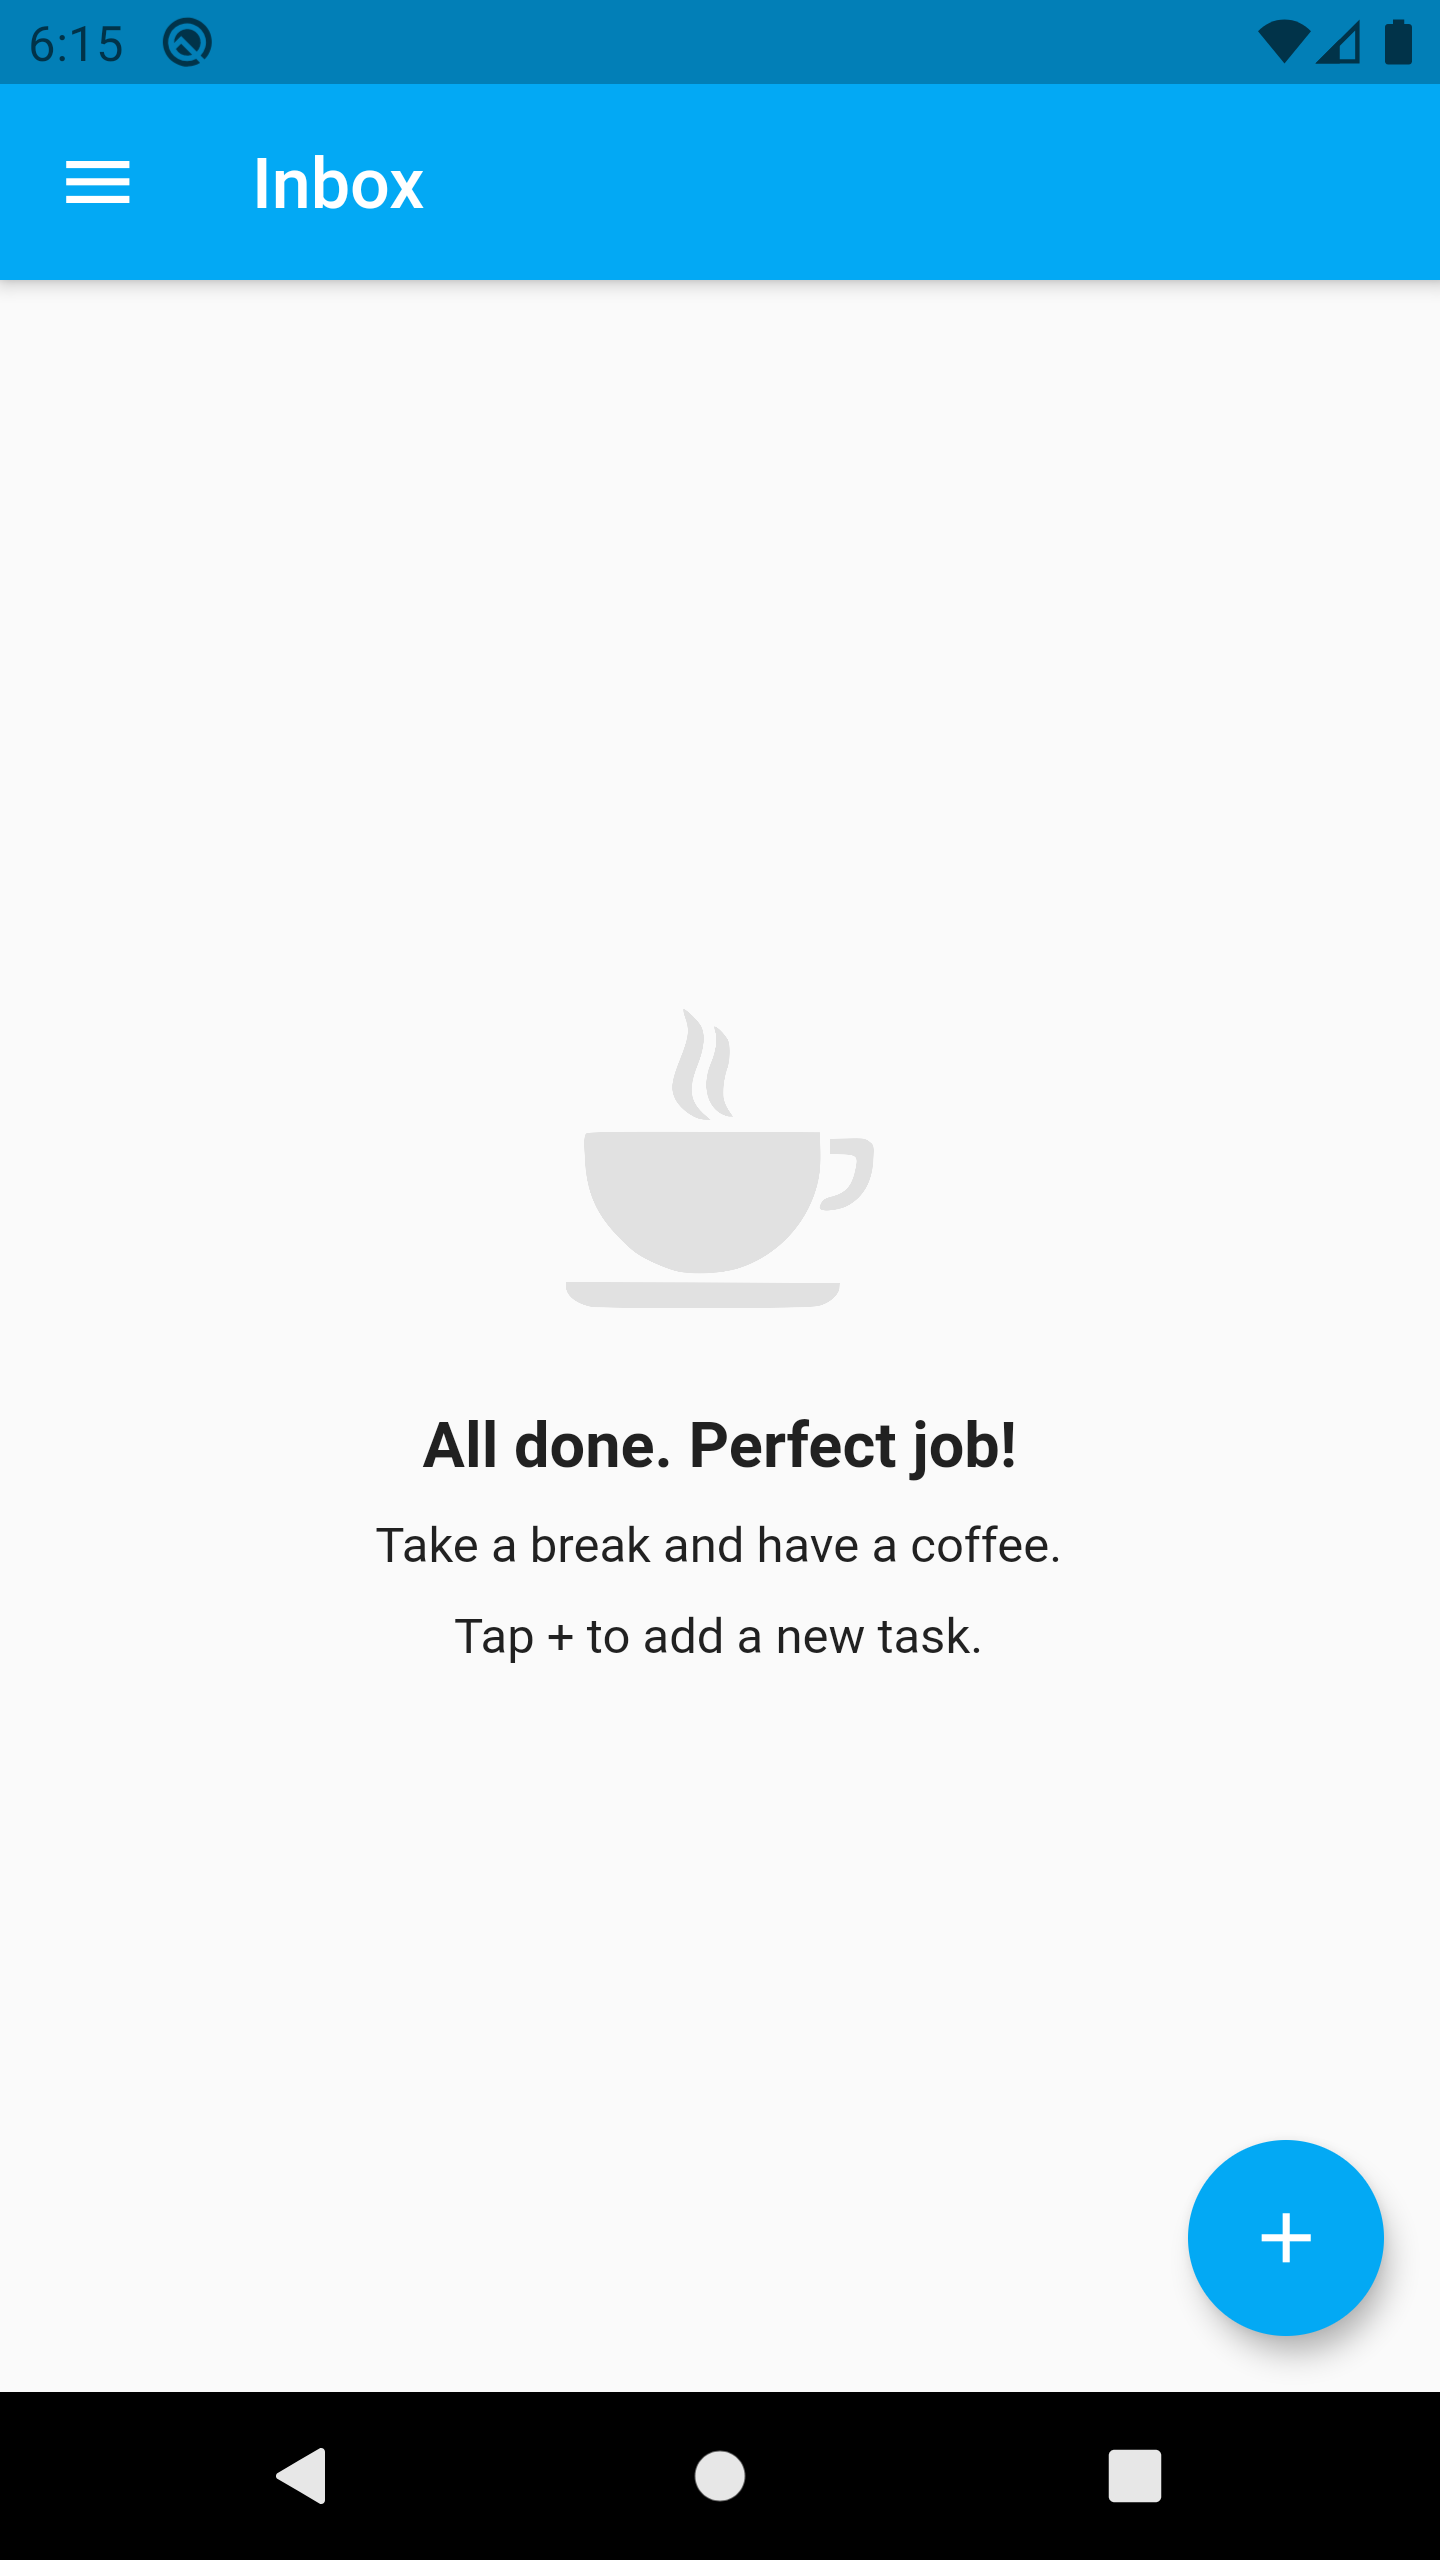 6:15
Inbox
All done. Perfect job!
Take a break and have a coffee.
Tap + to add a new task.